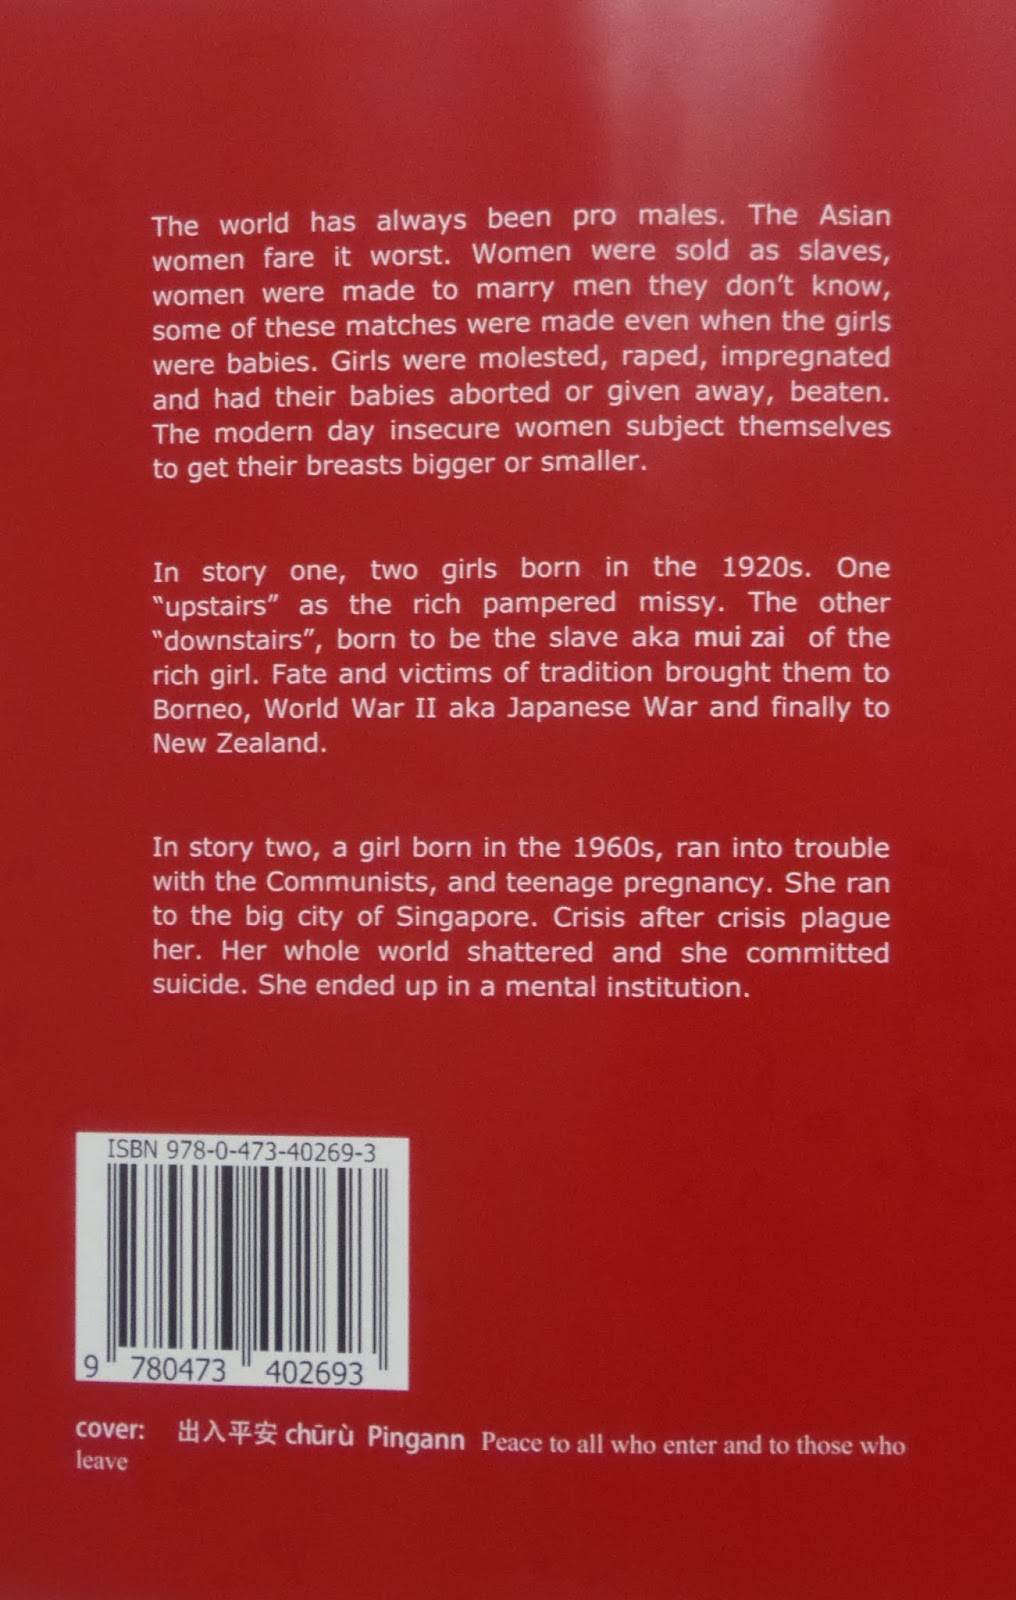 The world has always been pro males. The Asian
women fare it worst. Women were sold as slaves,
women were made to marry men they don't know,
some of these matches were made even when the girls
were babies. Girls were molested, raped, impregnated
and had their babies aborted or given away, beaten.
The modern day insecure women subject themselves
to get their breasts bigger or smaller.
In story one, two girls born in the 1920s. One
"upstairs" as the rich pampered missy. The other
"downstairs", born to be the slave aka mui zai of the
rich girl. Fate and victims of tradition brought them to
Borneo, World War II aka Japanese War and finally to
New Zealand.
In story two, a girl born in the 1960s, ran into trouble
with the Communists, and teenage pregnancy. She ran
to the big city of Singapore. Crisis after crisis plague
her. Her whole world shattered and she committed
suicide. She ended up in a mental institution.
ISBN 978-0-473-40269-3
9 780473 402693
cover: 出入平安 chūrù Pingann Peace to all who enter and to those who
leave